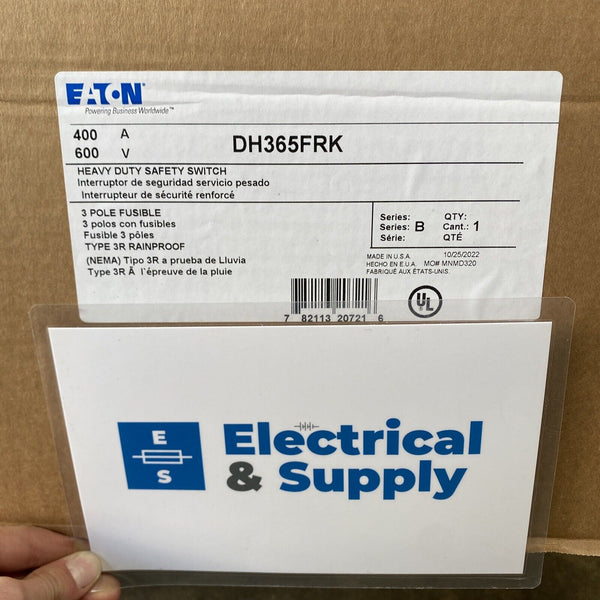 EATON
Powering Business Worldwide™
400 A
600 V
DH365FRK
HEAVY DUTY SAFETY SWITCH
Interruptor de seguridad servicio pesado
Interrupteur de sécurité renforcé
3 POLE FUSIBLE
3 polos con fusibles
Fusible 3 pôles
TYPE 3R RAINPROOF
(NEMA) Tipo 3R a prueba de Lluvia
Type 3R Â l`épreuve de la pluie
Series: B QTY:
Series: Cant.: 1
Série: QTÉ
MADE IN U.S.A. 10/25/2022
HECHO EN E.U.A. MO# MNMD320
FABRIQUÉ AUX ÉTATS-UNIS.
7 82113 20721 6
UL
E S
Electrical
& Supply